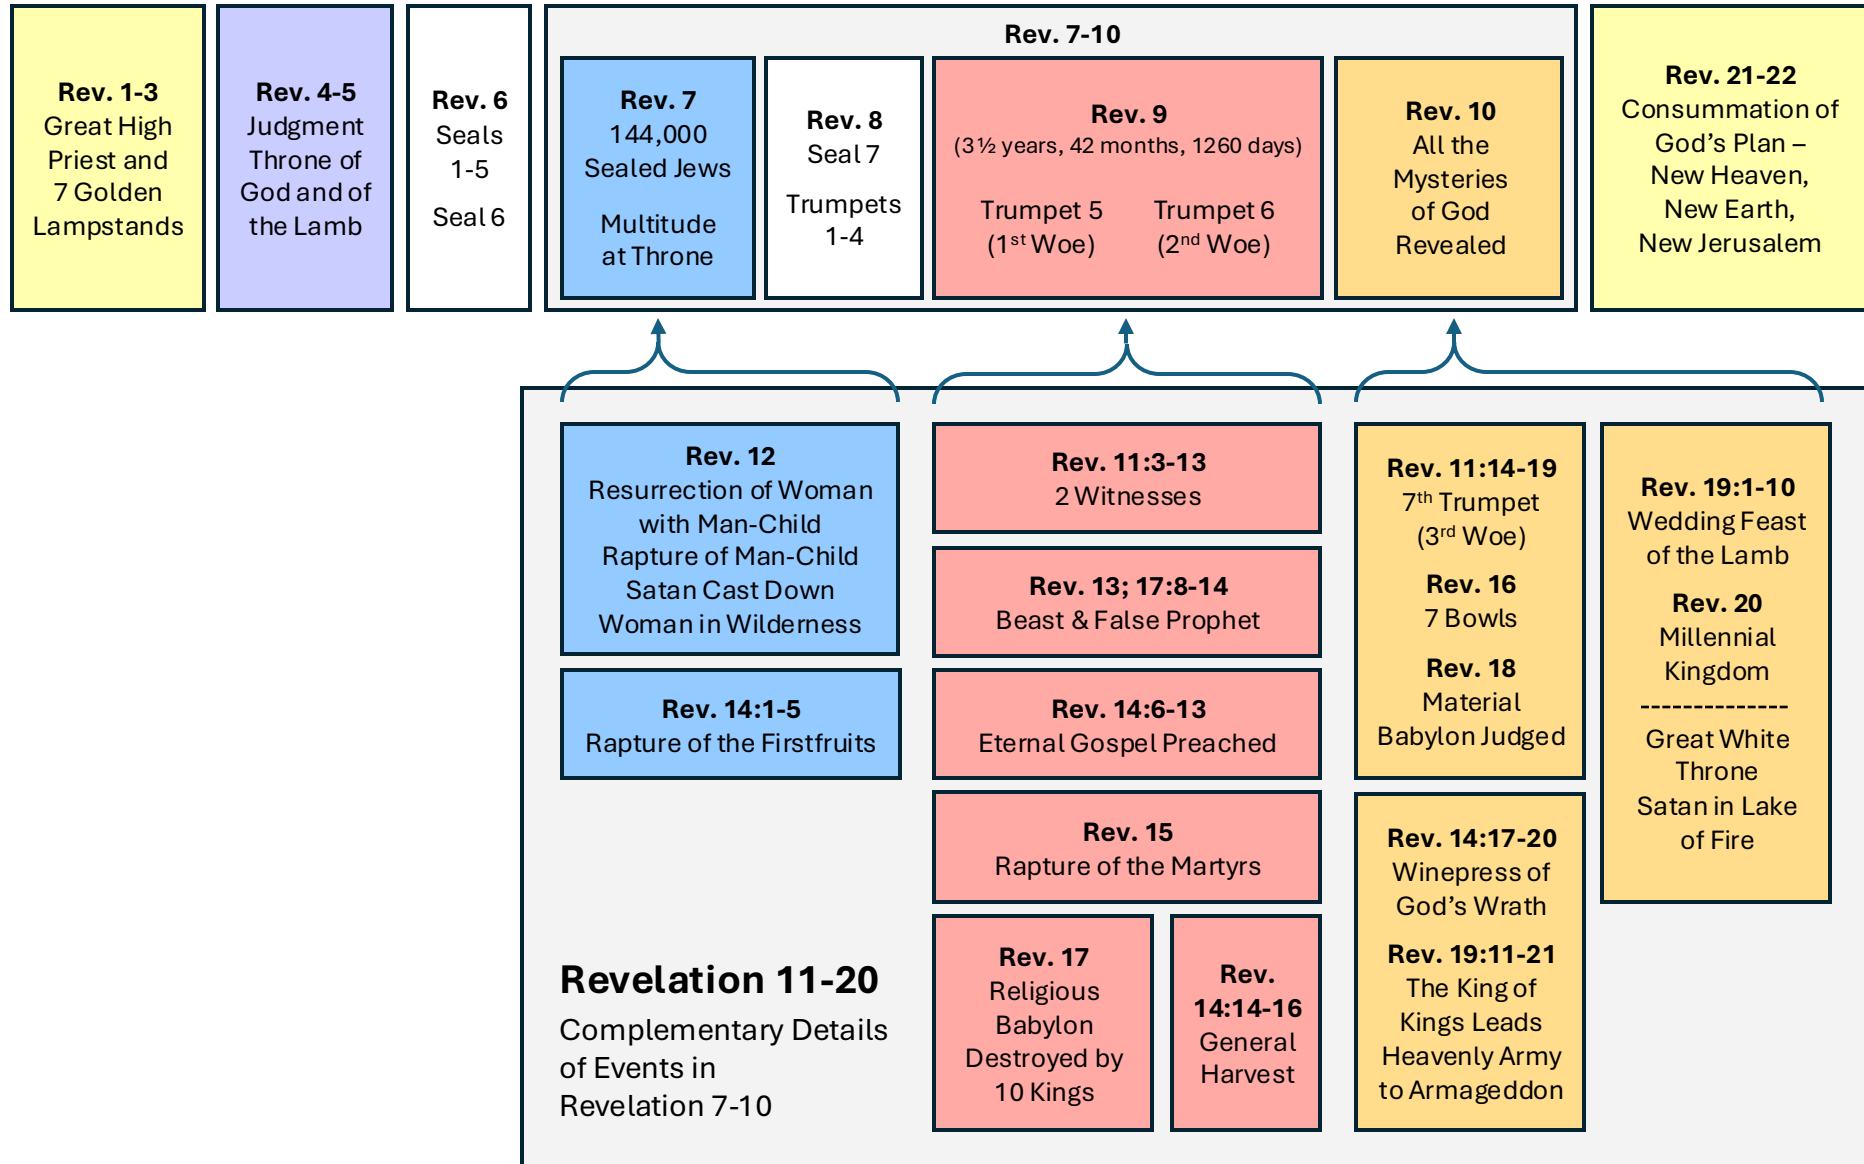 Rev. 1-3
Great High
Priest and
7 Golden
Lampstands
Rev. 4-5
Judgment
Throne of
God and of
the Lamb
Rev. 6
Seals
1-5
Seal 6
Rev. 7-10
Rev. 7
144,000
Sealed Jews
Multitude
at Throne
Rev. 8
Seal 7
Trumpets
1-4
Rev. 9
(3 ½ years, 42 months, 1260 days)
Trumpet 5
(1st Woe)
Trumpet 6
(2nd Woe)
Rev. 10
All the
Mysteries
of God
Revealed
Rev. 21-22
Consummation of
God’s Plan –
New Heaven,
New Earth,
New Jerusalem
Rev. 12
Resurrection of Woman
with Man-Child
Rapture of Man-Child
Satan Cast Down
Woman in Wilderness
Rev. 14:1-5
Rapture of the Firstfruits
Revelation 11-20
Complementary Details
of Events in
Revelation 7-10
Rev. 11:3-13
2 Witnesses
Rev. 13; 17:8-14
Beast & False Prophet
Rev. 14:6-13
Eternal Gospel Preached
Rev. 15
Rapture of the Martyrs
Rev. 17
Religious
Babylon
Destroyed by
10 Kings
Rev.
14:14-16
General
Harvest
Rev. 11:14-19
7th Trumpet
(3rd Woe)
Rev. 16
7 Bowls
Rev. 18
Material
Babylon Judged
Rev. 14:17-20
Winepress of
God’s Wrath
Rev. 19:11-21
The King of
Kings Leads
Heavenly Army
to Armageddon
Rev. 19:1-10
Wedding Feast
of the Lamb
Rev. 20
Millennial
Kingdom
--------------
Great White
Throne
Satan in Lake
of Fire